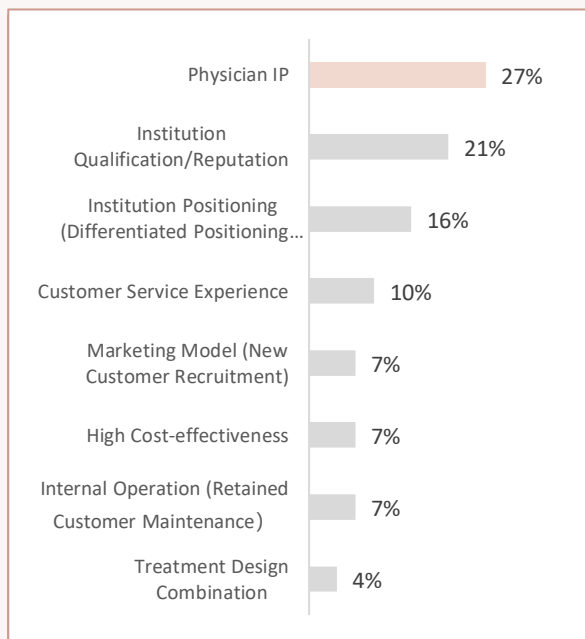 Physician IP
27%
Institution
Qualification/Reputation
21%
Institution Positioning
(Differentiated Positioning…
16%
Customer Service Experience
10%
Marketing Model (New
Customer Recruitment)
7%
High Cost-effectiveness
7%
Internal Operation (Retained
Customer Maintenance）
7%
Treatment Design
Combination
4%